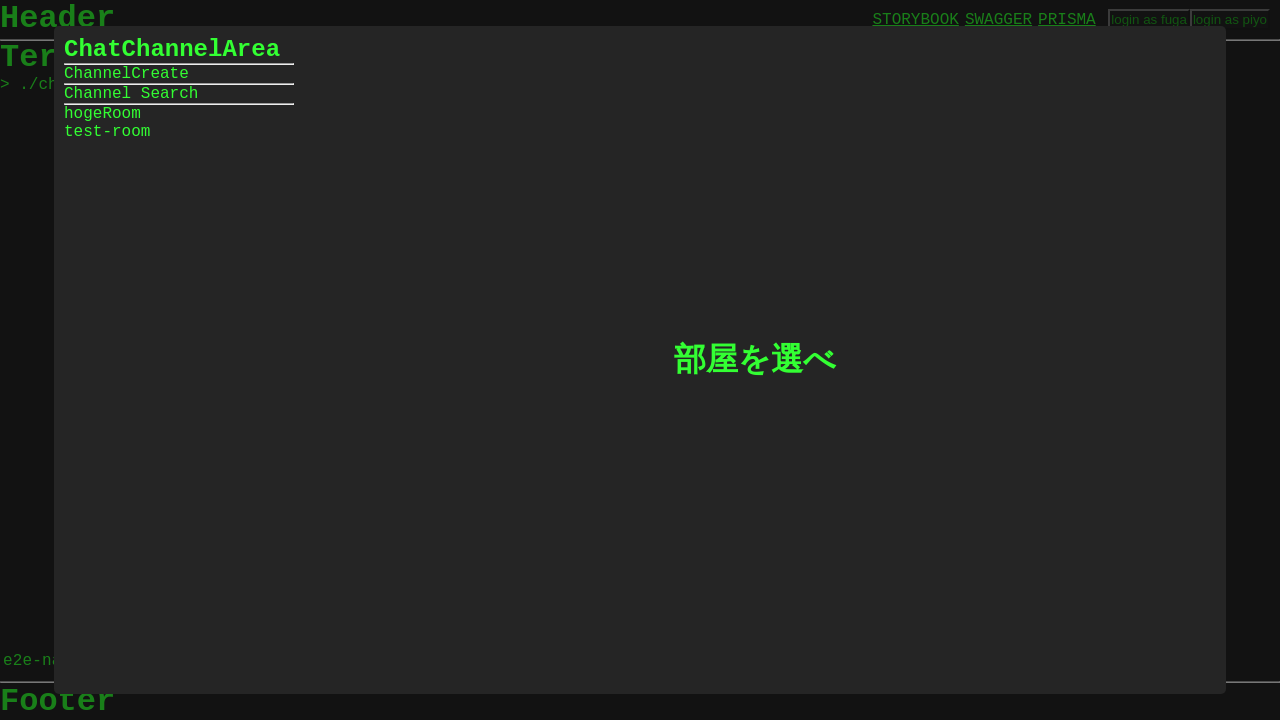 Header
STORYBOOK SWAGGER PRISMA login as fuga login as piyo
Ter
> ./ch
ChatChannelArea
ChannelCreate
Channel Search
hogeRoom
test-room
部屋を選べ
e2e-na
Footer